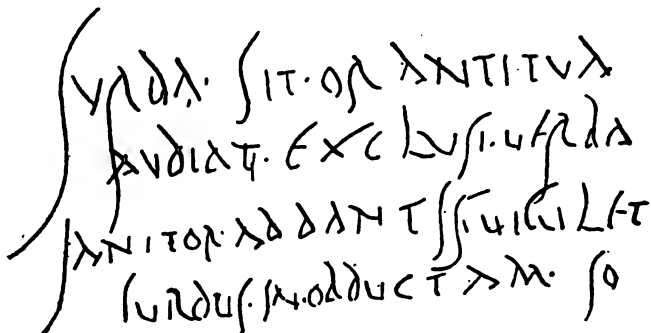 SVRDA·SIT·ORANTI·TVA
AVDIAT·EXCLVSI·VERBA
IANITOR·AD DANTIS VIGILET
SVRDVS·IN·OBDVCTAM·SO